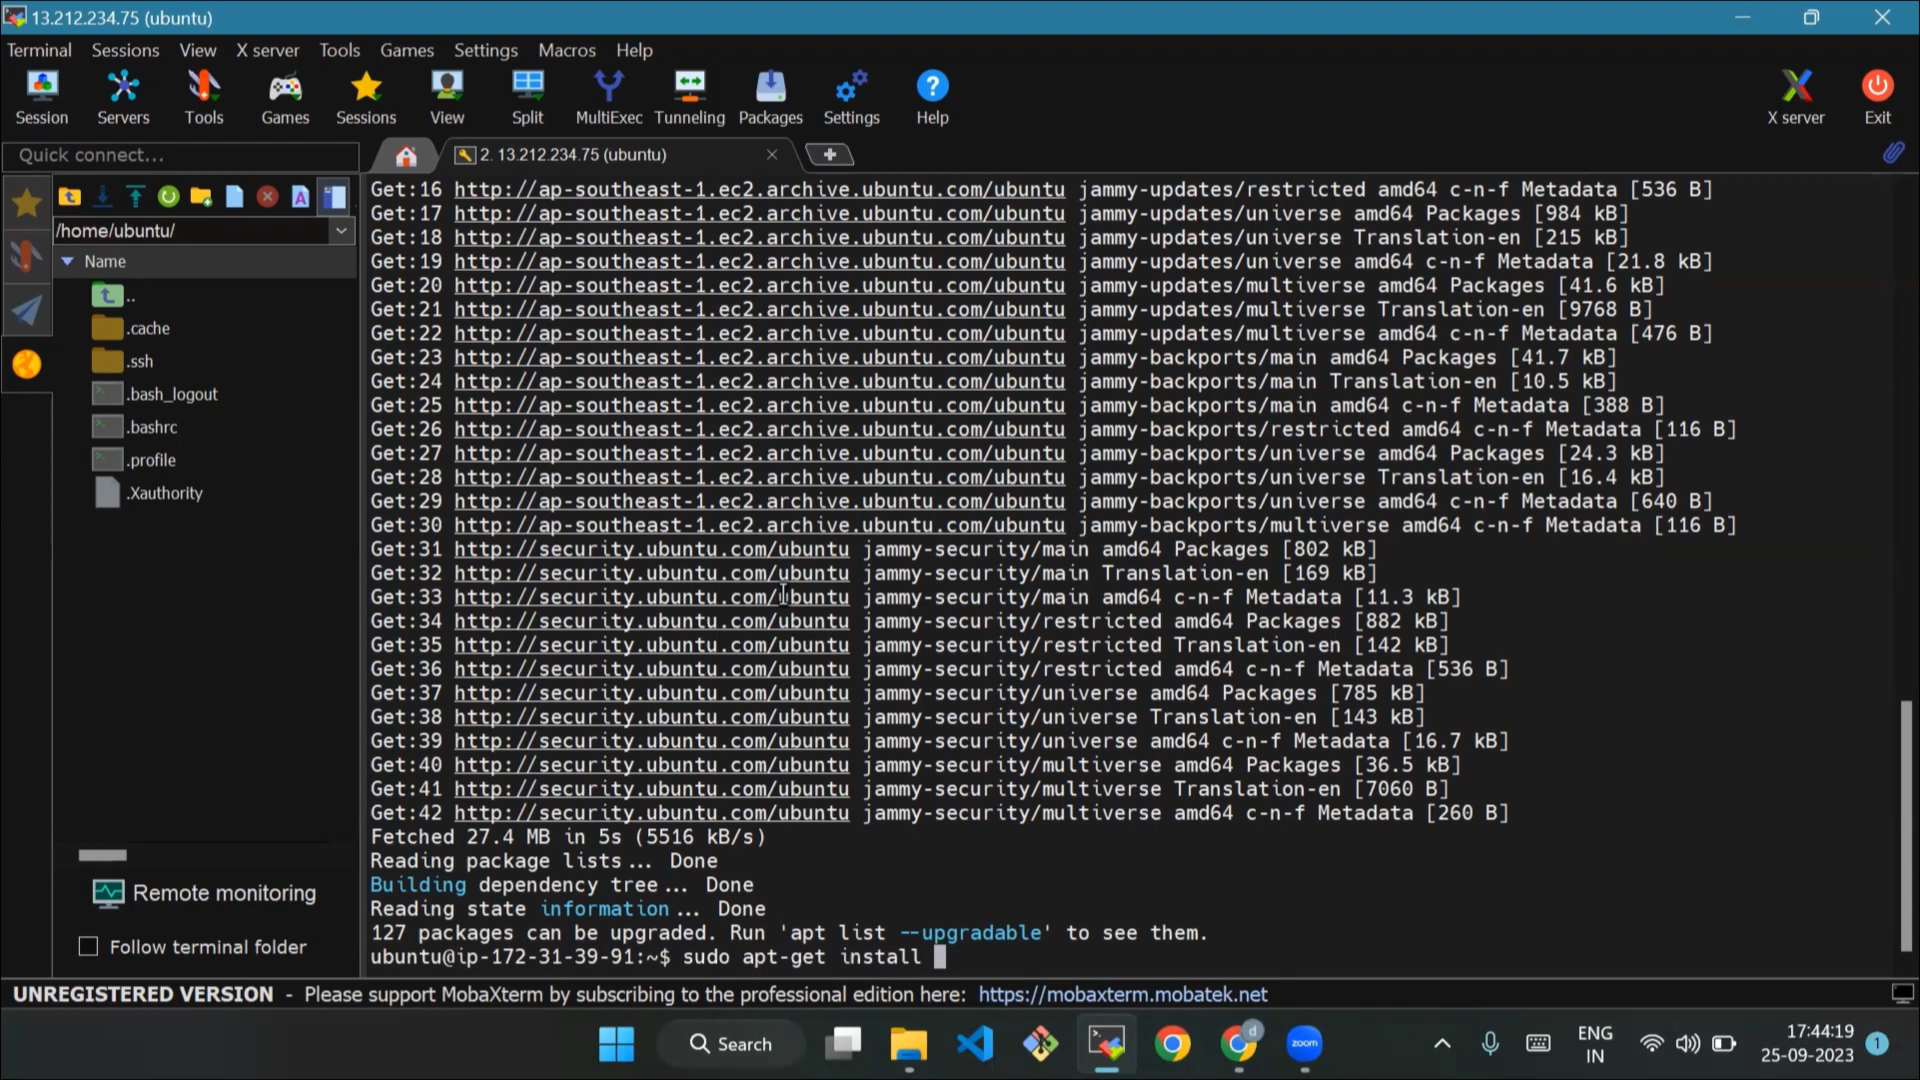 13.212.234.75 (ubuntu)
Terminal Sessions View X server Tools Games Settings Macros Help
Session Servers Tools Games Sessions View Split MultiExec Tunneling Packages Settings Help X server Exit
Quick connect...
2. 13.212.234.75 (ubuntu)
/home/ubuntu/
Name
..
.cache
.ssh
.bash_logout
.bashrc
.profile
.Xauthority
Remote monitoring
Follow terminal folder
Get:16 http://ap-southeast-1.ec2.archive.ubuntu.com/ubuntu jammy-updates/restricted amd64 c-n-f Metadata [536 B]
Get:17 http://ap-southeast-1.ec2.archive.ubuntu.com/ubuntu jammy-updates/universe amd64 Packages [984 kB]
Get:18 http://ap-southeast-1.ec2.archive.ubuntu.com/ubuntu jammy-updates/universe Translation-en [215 kB]
Get:19 http://ap-southeast-1.ec2.archive.ubuntu.com/ubuntu jammy-updates/universe amd64 c-n-f Metadata [21.8 kB]
Get:20 http://ap-southeast-1.ec2.archive.ubuntu.com/ubuntu jammy-updates/multiverse amd64 Packages [41.6 kB]
Get:21 http://ap-southeast-1.ec2.archive.ubuntu.com/ubuntu jammy-updates/multiverse Translation-en [9768 B]
Get:22 http://ap-southeast-1.ec2.archive.ubuntu.com/ubuntu jammy-updates/multiverse amd64 c-n-f Metadata [476 B]
Get:23 http://ap-southeast-1.ec2.archive.ubuntu.com/ubuntu jammy-backports/main amd64 Packages [41.7 kB]
Get:24 http://ap-southeast-1.ec2.archive.ubuntu.com/ubuntu jammy-backports/main Translation-en [10.5 kB]
Get:25 http://ap-southeast-1.ec2.archive.ubuntu.com/ubuntu jammy-backports/main amd64 c-n-f Metadata [388 B]
Get:26 http://ap-southeast-1.ec2.archive.ubuntu.com/ubuntu jammy-backports/restricted amd64 c-n-f Metadata [116 B]
Get:27 http://ap-southeast-1.ec2.archive.ubuntu.com/ubuntu jammy-backports/universe amd64 Packages [24.3 kB]
Get:28 http://ap-southeast-1.ec2.archive.ubuntu.com/ubuntu jammy-backports/universe Translation-en [16.4 kB]
Get:29 http://ap-southeast-1.ec2.archive.ubuntu.com/ubuntu jammy-backports/universe amd64 c-n-f Metadata [640 B]
Get:30 http://ap-southeast-1.ec2.archive.ubuntu.com/ubuntu jammy-backports/multiverse amd64 c-n-f Metadata [116 B]
Get:31 http://security.ubuntu.com/ubuntu jammy-security/main amd64 Packages [802 kB]
Get:32 http://security.ubuntu.com/ubuntu jammy-security/main Translation-en [169 kB]
Get:33 http://security.ubuntu.com/ubuntu jammy-security/main amd64 c-n-f Metadata [11.3 kB]
Get:34 http://security.ubuntu.com/ubuntu jammy-security/restricted amd64 Packages [882 kB]
Get:35 http://security.ubuntu.com/ubuntu jammy-security/restricted Translation-en [142 kB]
Get:36 http://security.ubuntu.com/ubuntu jammy-security/restricted amd64 c-n-f Metadata [536 B]
Get:37 http://security.ubuntu.com/ubuntu jammy-security/universe amd64 Packages [785 kB]
Get:38 http://security.ubuntu.com/ubuntu jammy-security/universe Translation-en [143 kB]
Get:39 http://security.ubuntu.com/ubuntu jammy-security/universe amd64 c-n-f Metadata [16.7 kB]
Get:40 http://security.ubuntu.com/ubuntu jammy-security/multiverse amd64 Packages [36.5 kB]
Get:41 http://security.ubuntu.com/ubuntu jammy-security/multiverse Translation-en [7060 B]
Get:42 http://security.ubuntu.com/ubuntu jammy-security/multiverse amd64 c-n-f Metadata [260 B]
Fetched 27.4 MB in 5s (5516 kB/s)
Reading package lists... Done
Building dependency tree... Done
Reading state information... Done
127 packages can be upgraded. Run 'apt list --upgradable' to see them.
ubuntu@ip-172-31-39-91:~$ sudo apt-get install
UNREGISTERED VERSION - Please support MobaXterm by subscribing to the professional edition here: https://mobaxterm.mobatek.net
Search
d
zoom
ENG
IN
17:44:19
25-09-2023
1